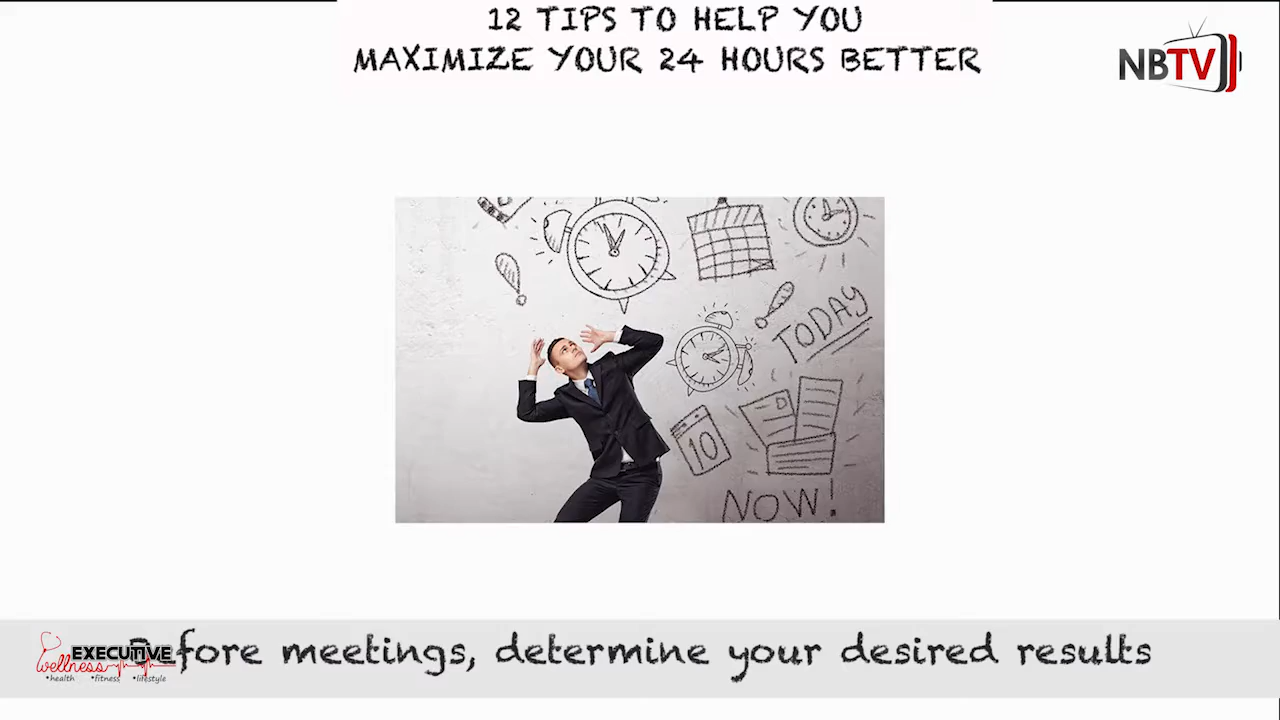 12 TIPS TO HELP YOU
MAXIMIZE YOUR 24 HOURS BETTER
NBTV
TODAY
10
NOW!
Before meetings, determine your desired results
EXECUTIVE
wellness
•health •fitness •lifestyle